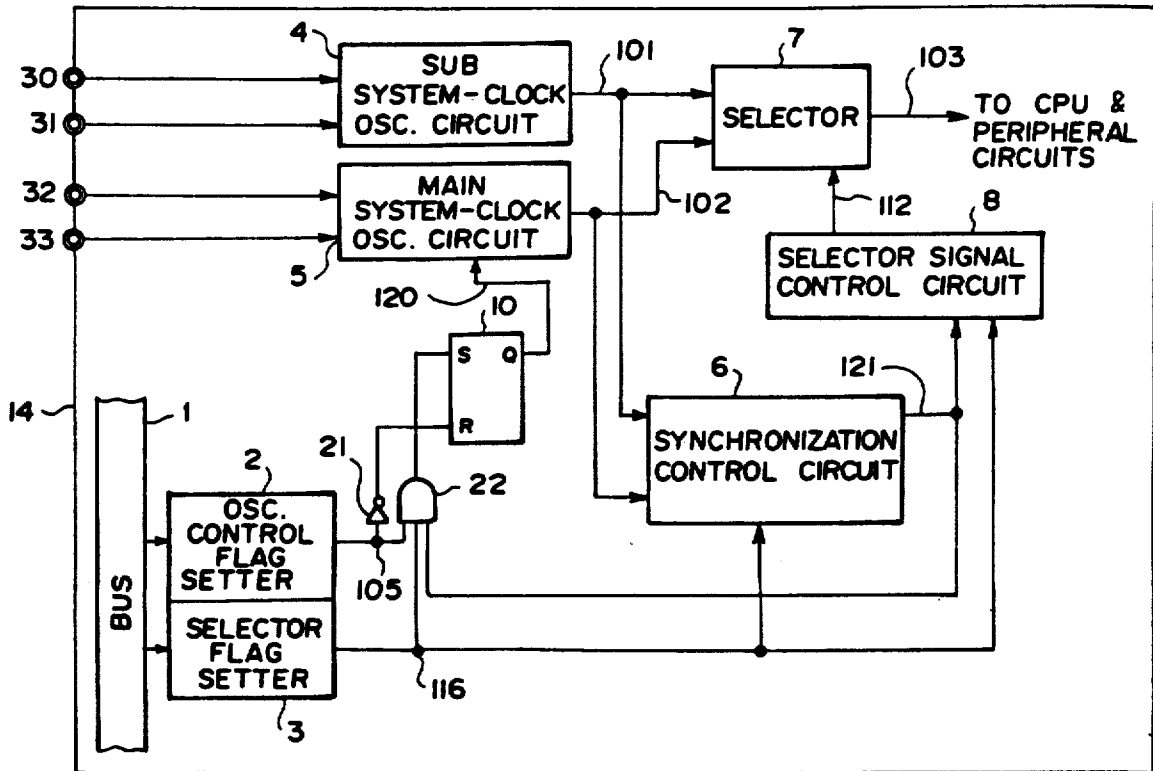 4
SUB
SYSTEM-CLOCK
OSC. CIRCUIT
101
7
SELECTOR
103
TO CPU &
PERIPHERAL
CIRCUITS
30
31
32
33
MAIN
SYSTEM-CLOCK
OSC. CIRCUIT
5
102
112
8
SELECTOR SIGNAL
CONTROL CIRCUIT
120
10
S
Q
R
6
121
SYNCHRONIZATION
CONTROL CIRCUIT
14
1
BUS
2
OSC.
CONTROL
FLAG
SETTER
21
22
105
SELECTOR
FLAG
SETTER
3
116